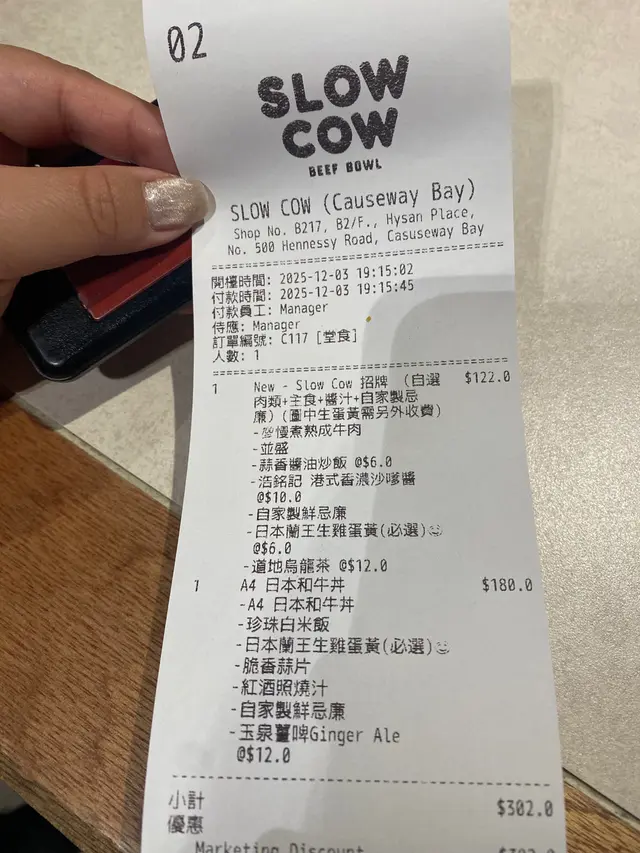 02
SLOW
COW
BEEF BOWL
SLOW COW (Causeway Bay)
Shop No. B217, B2/F., Hysan Place,
No. 500 Hennessy Road, Casuseway Bay
開檯時間: 2025-12-03 19:15:02
付款時間: 2025-12-03 19:15:45
付款員工: Manager
侍應: Manager
訂單編號: C117 [堂食]
人數: 1
1 New - Slow Cow 招牌 (自選 $122.0
肉類+主食+醬汁+自家製忌
廉)(圖中生蛋黃需另外收費)
-慢煮熟成牛肉
-並盛
-蒜香醬油炒飯 @$6.0
-浩銘記 港式香濃沙嗲醬
@$10.0
-自家製鮮忌廉
-日本蘭王生雞蛋黃(必選)
@$6.0
-道地烏龍茶 @$12.0
1 A4 日本和牛丼 $180.0
-A4 日本和牛丼
-珍珠白米飯
-日本蘭王生雞蛋黃(必選)
-脆香蒜片
-紅酒照燒汁
-自家製鮮忌廉
-玉泉薑啤Ginger Ale
@$12.0
小計 $302.0
優惠
Marketing Discount